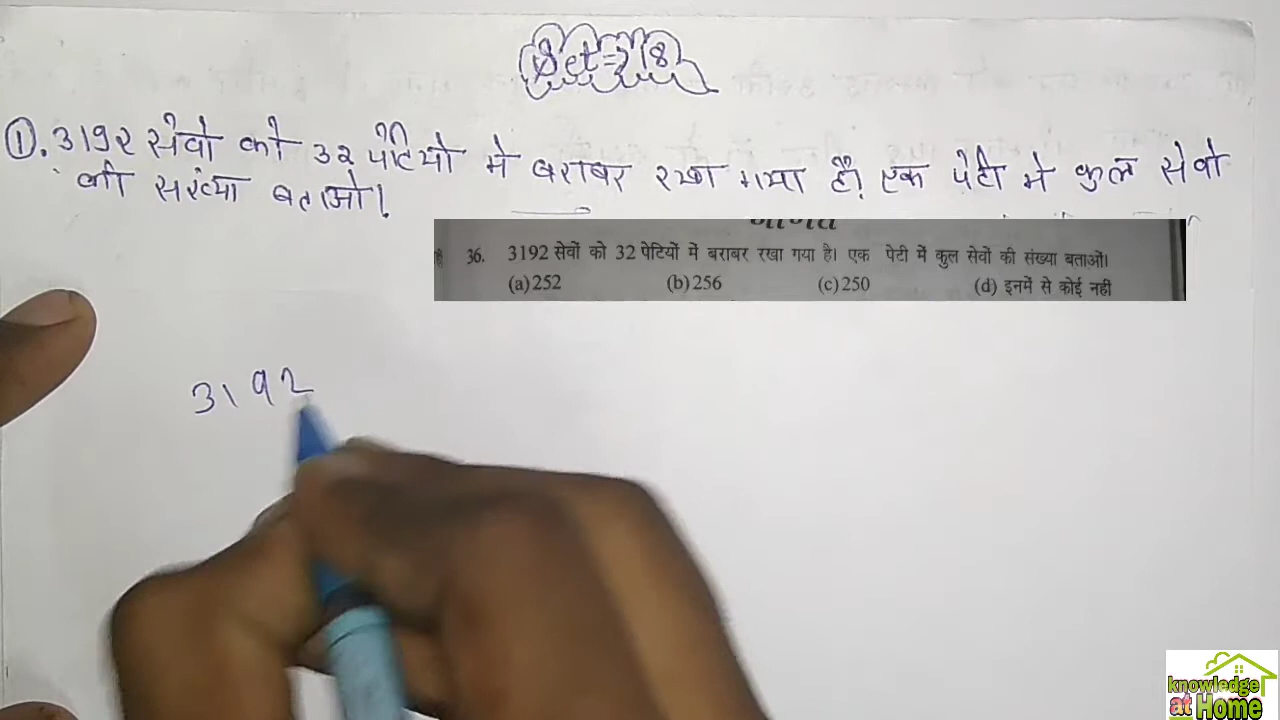 Set=18
①. 3192 सेवो को 32 पेटियो मे बराबर रखा गया है। एक पेटी मे कुल सेवो
की संख्या बताओ।
गणित
36. 3192 सेवों को 32 पेटियों में बराबर रखा गया है। एक पेटी में कुल सेवों की संख्या बताओं।
(a) 252 (b) 256 (c) 250 (d) इनमें से कोई नहीं
3192
knowledge
at Home